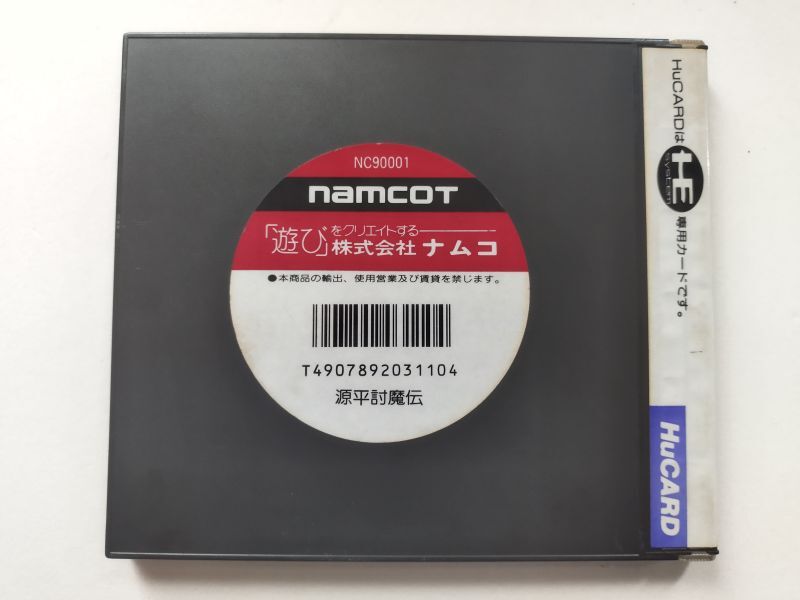 NC90001
namcot
「遊び」をクリエイトする
株式会社 ナムコ
●本商品の輸出、使用営業及び賃貸を禁じます。
T4907892031104
源平討魔伝
HuCARDは HE system 専用カードです。
HuCARD